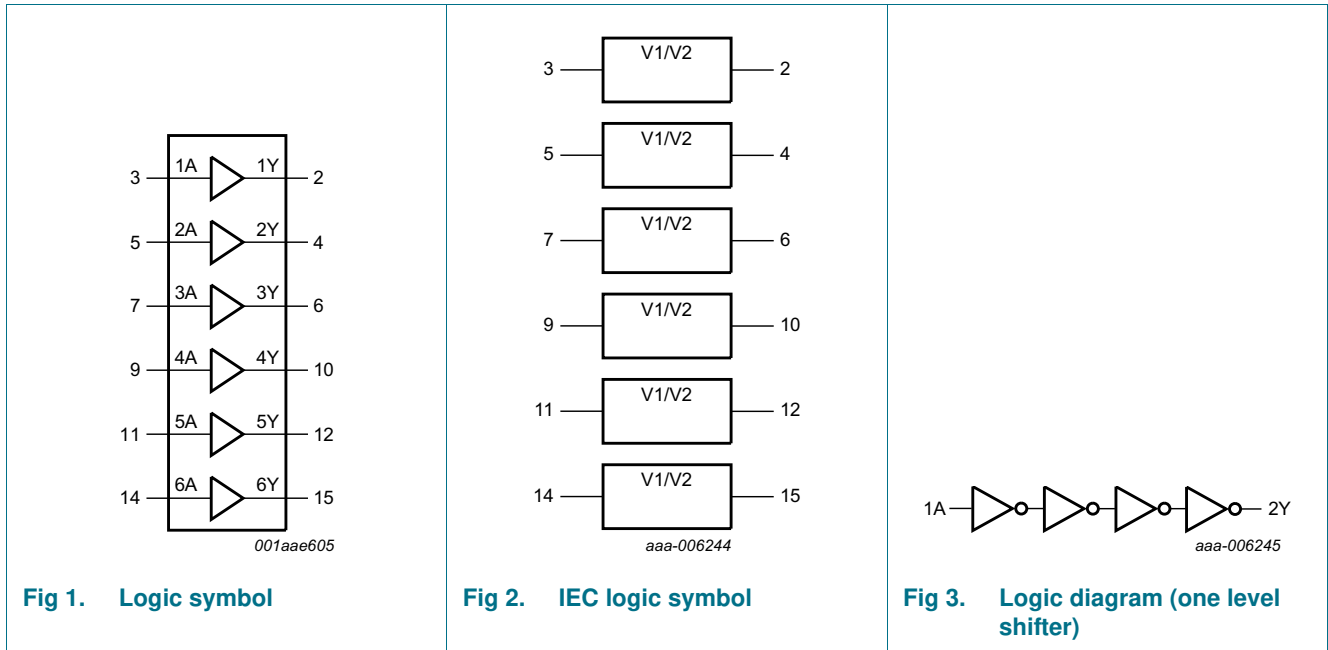 3 1A 1Y 2
5 2A 2Y 4
7 3A 3Y 6
9 4A 4Y 10
11 5A 5Y 12
14 6A 6Y 15
001aae605
Fig 1. Logic symbol
V1/V2
3 2
V1/V2
5 4
V1/V2
7 6
V1/V2
9 10
V1/V2
11 12
V1/V2
14 15
aaa-006244
Fig 2. IEC logic symbol
1A 2Y
aaa-006245
Fig 3. Logic diagram (one level
shifter)